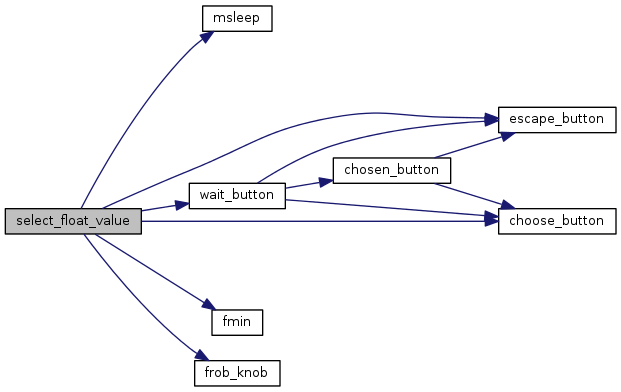 msleep
escape_button
chosen_button
wait_button
select_float_value
choose_button
fmin
frob_knob